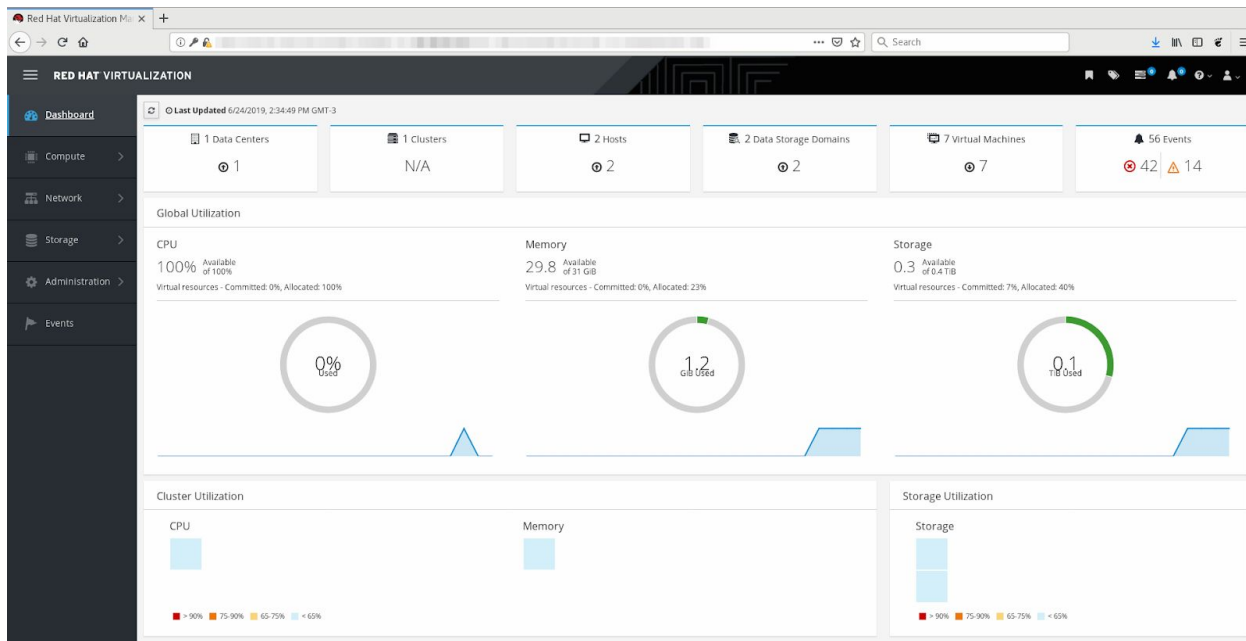 Red Hat Virtualization Ma
Search
RED HAT VIRTUALIZATION
Dashboard
Compute
Network
Storage
Administration
Events
Last Updated 6/24/2019, 2:34:49 PM GMT-3
1 Data Centers
1
1 Clusters
N/A
2 Hosts
2
2 Data Storage Domains
2
7 Virtual Machines
7
56 Events
42 14
Global Utilization
CPU
100% Available of 100%
Virtual resources - Committed: 0%, Allocated: 100%
0%
Used
Memory
29.8 Available of 31 GiB
Virtual resources - Committed: 0%, Allocated: 23%
1.2
GiB Used
Storage
0.3 Available of 0.4 TiB
Virtual resources - Committed: 7%, Allocated: 40%
0.1
TiB Used
Cluster Utilization
CPU
Memory
> 90% 75-90% 65-75% < 65%
Storage Utilization
Storage
> 90% 75-90% 65-75% < 65%